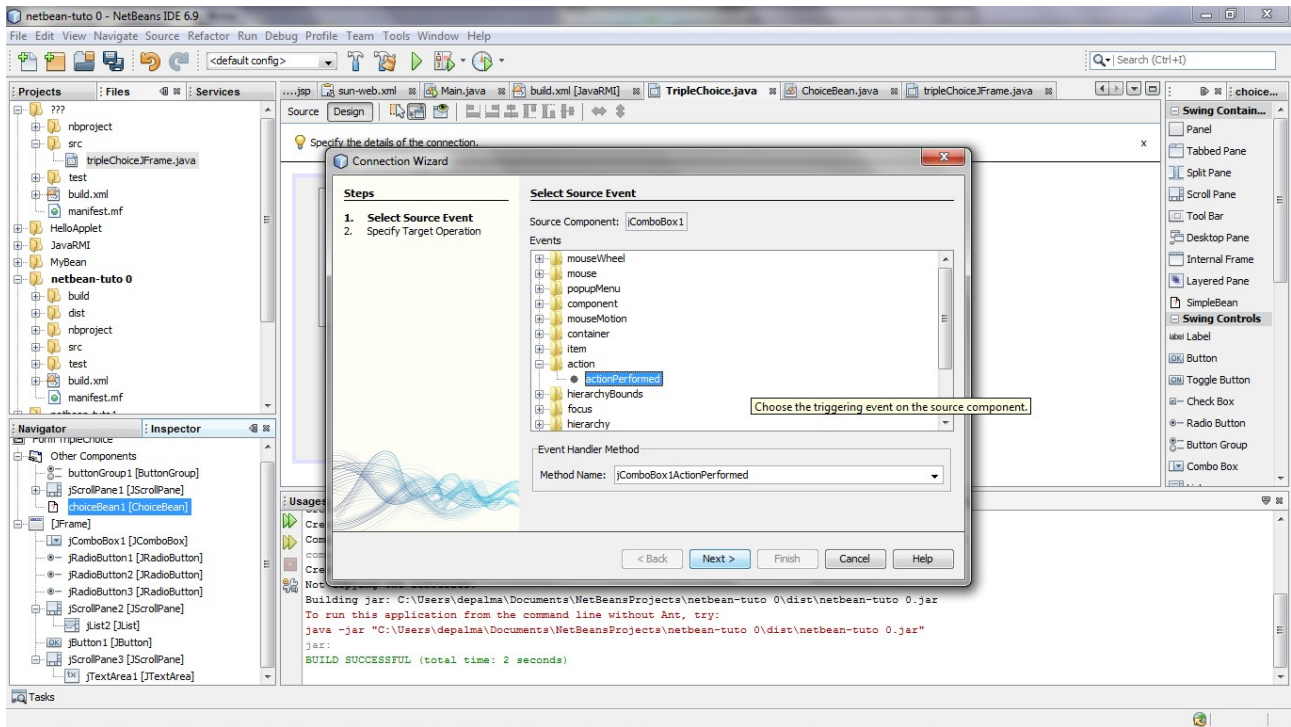 netbean-tuto 0 - NetBeans IDE 6.9
File Edit View Navigate Source Refactor Run Debug Profile Team Tools Window Help
<default config>
Search (Ctrl+I)
Projects Files Services
....jsp sun-web.xml Main.java build.xml [JavaRMI] TripleChoice.java ChoiceBean.java tripleChoiceJFrame.java
choice...
Source Design
Specify the details of the connection. x
???
nbproject
src
tripleChoiceJFrame.java
test
build.xml
manifest.mf
HelloApplet
JavaRMI
MyBean
netbean-tuto 0
build
dist
nbproject
src
test
build.xml
manifest.mf
Navigator Inspector
Form TripleChoice
Other Components
buttonGroup1 [ButtonGroup]
jScrollPane1 [JScrollPane]
choiceBean1 [ChoiceBean]
[JFrame]
jComboBox1 [JComboBox]
jRadioButton1 [JRadioButton]
jRadioButton2 [JRadioButton]
jRadioButton3 [JRadioButton]
jScrollPane2 [JScrollPane]
jList2 [JList]
jButton1 [JButton]
jScrollPane3 [JScrollPane]
jTextArea1 [JTextArea]
Tasks
Connection Wizard
Steps
1. Select Source Event
2. Specify Target Operation
Select Source Event
Source Component: jComboBox1
Events
mouseWheel
mouse
popupMenu
component
mouseMotion
container
item
action
actionPerformed
hierarchyBounds
focus
hierarchy
Choose the triggering event on the source component.
Event Handler Method
Method Name: jComboBox1ActionPerformed
< Back Next > Finish Cancel Help
Usages
Cre
Com
com
Cre
Not
Building jar: C:\Users\depalma\Documents\NetBeansProjects\netbean-tuto 0\dist\netbean-tuto 0.jar
To run this application from the command line without Ant, try:
java -jar "C:\Users\depalma\Documents\NetBeansProjects\netbean-tuto 0\dist\netbean-tuto 0.jar"
jar:
BUILD SUCCESSFUL (total time: 2 seconds)
Swing Contain...
Panel
Tabbed Pane
Split Pane
Scroll Pane
Tool Bar
Desktop Pane
Internal Frame
Layered Pane
SimpleBean
Swing Controls
label Label
OK Button
ON Toggle Button
Check Box
Radio Button
Button Group
Combo Box